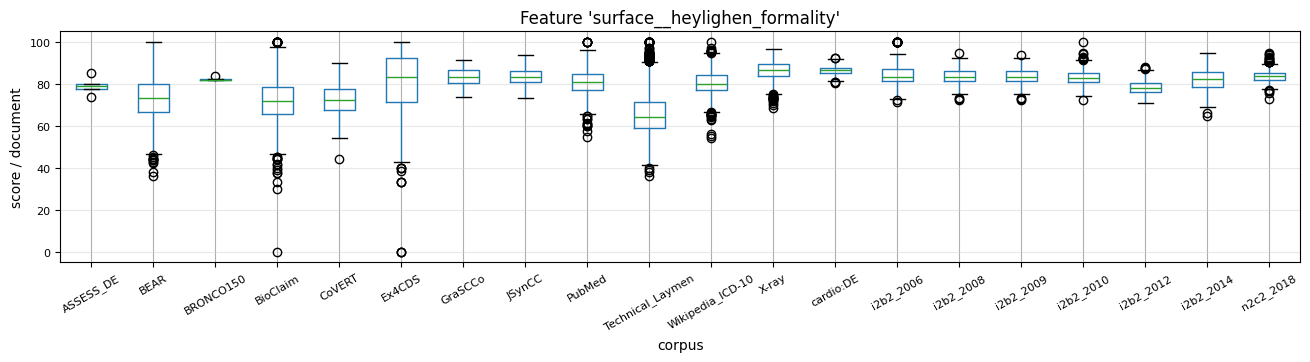 Feature 'surface__heylighen_formality'
score / document
100
80
60
40
20
0
ASSESS_DE
BEAR
BRONCO150
BioClaim
CoVERT
Ex4CDS
GraSCCo
JSynCC
PubMed
Technical_Laymen
Wikipedia_ICD-10
X-ray
cardio:DE
i2b2_2006
i2b2_2008
i2b2_2009
i2b2_2010
i2b2_2012
i2b2_2014
n2c2_2018
corpus